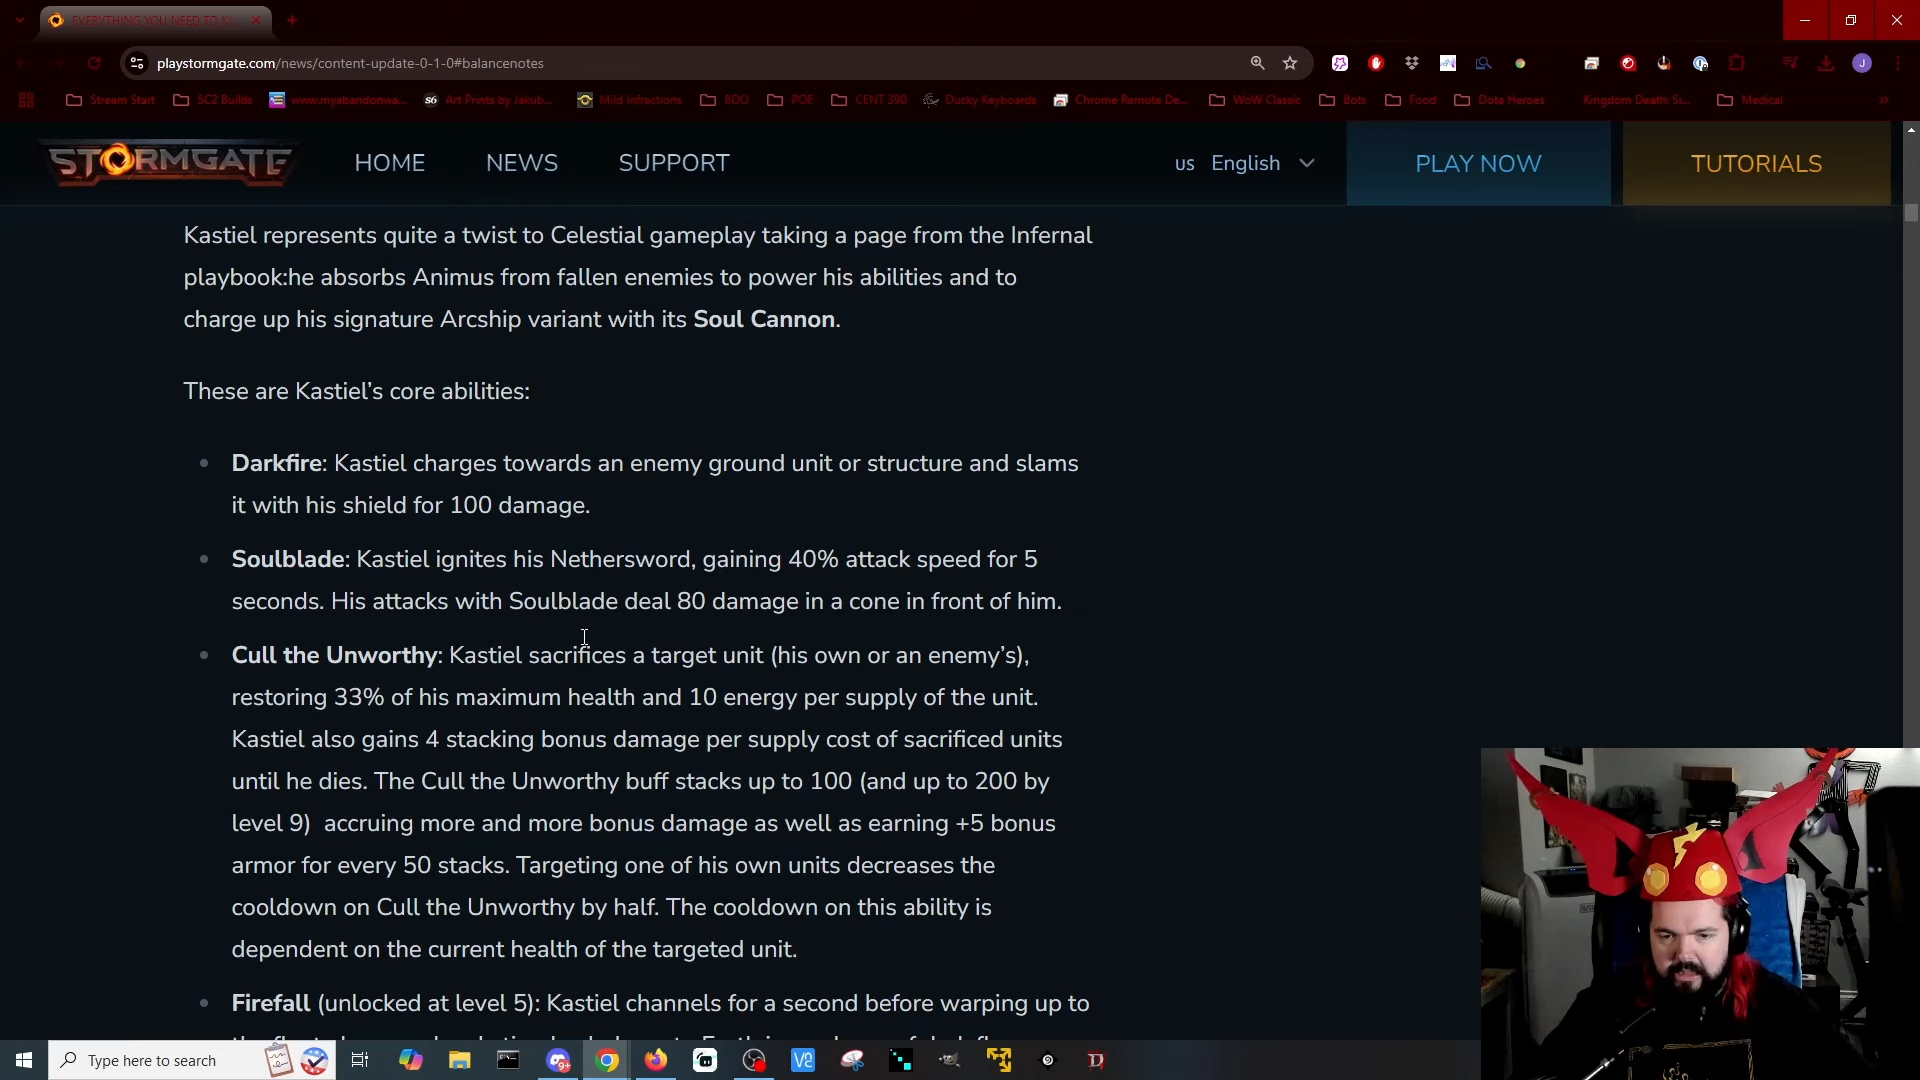 EVERYTHING YOU NEED TO K
playstormgate.com/news/content-update-0-1-0#balancenotes
Stream Start
SC2 Builds
www.myabandonwa...
Art Prints by Jakub...
Mild Infractions
BDO
POE
CENT 390
Ducky Keyboards
Chrome Remote De...
WoW Classic
Bots
Food
Dota Heroes
Kingdom Death: Si...
Medical
STORMGATE
HOME
NEWS
SUPPORT
us English
PLAY NOW
TUTORIALS
Kastiel represents quite a twist to Celestial gameplay taking a page from the Infernal
playbook:he absorbs Animus from fallen enemies to power his abilities and to
charge up his signature Arcship variant with its Soul Cannon.
These are Kastiel’s core abilities:
Darkfire: Kastiel charges towards an enemy ground unit or structure and slams
it with his shield for 100 damage.
Soulblade: Kastiel ignites his Nethersword, gaining 40% attack speed for 5
seconds. His attacks with Soulblade deal 80 damage in a cone in front of him.
Cull the Unworthy: Kastiel sacrifices a target unit (his own or an enemy’s),
restoring 33% of his maximum health and 10 energy per supply of the unit.
Kastiel also gains 4 stacking bonus damage per supply cost of sacrificed units
until he dies. The Cull the Unworthy buff stacks up to 100 (and up to 200 by
level 9) accruing more and more bonus damage as well as earning +5 bonus
armor for every 50 stacks. Targeting one of his own units decreases the
cooldown on Cull the Unworthy by half. The cooldown on this ability is
dependent on the current health of the targeted unit.
Firefall (unlocked at level 5): Kastiel channels for a second before warping up to
Type here to search